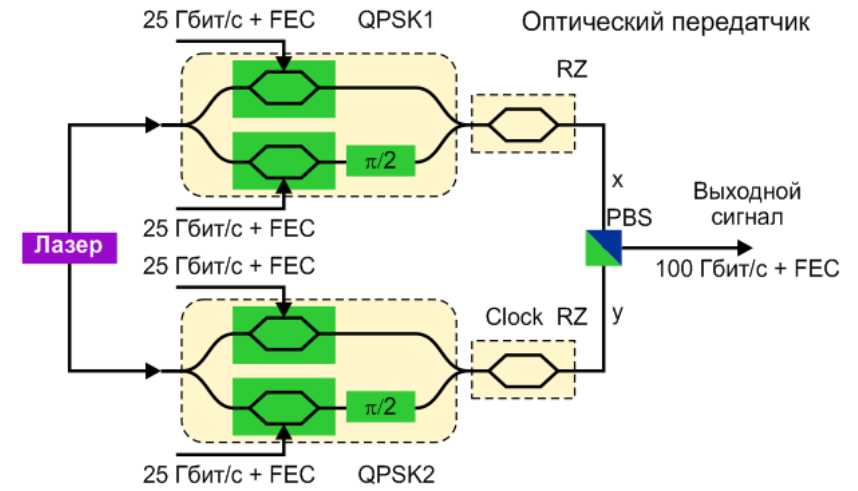 25 Гбит/с + FEC
QPSK1
Оптический передатчик
RZ
π/2
x
Выходной
сигнал
PBS
25 Гбит/с + FEC
Лазер
100 Гбит/с + FEC
25 Гбит/с + FEC
Clock RZ
y
π/2
25 Гбит/с + FEC
QPSK2